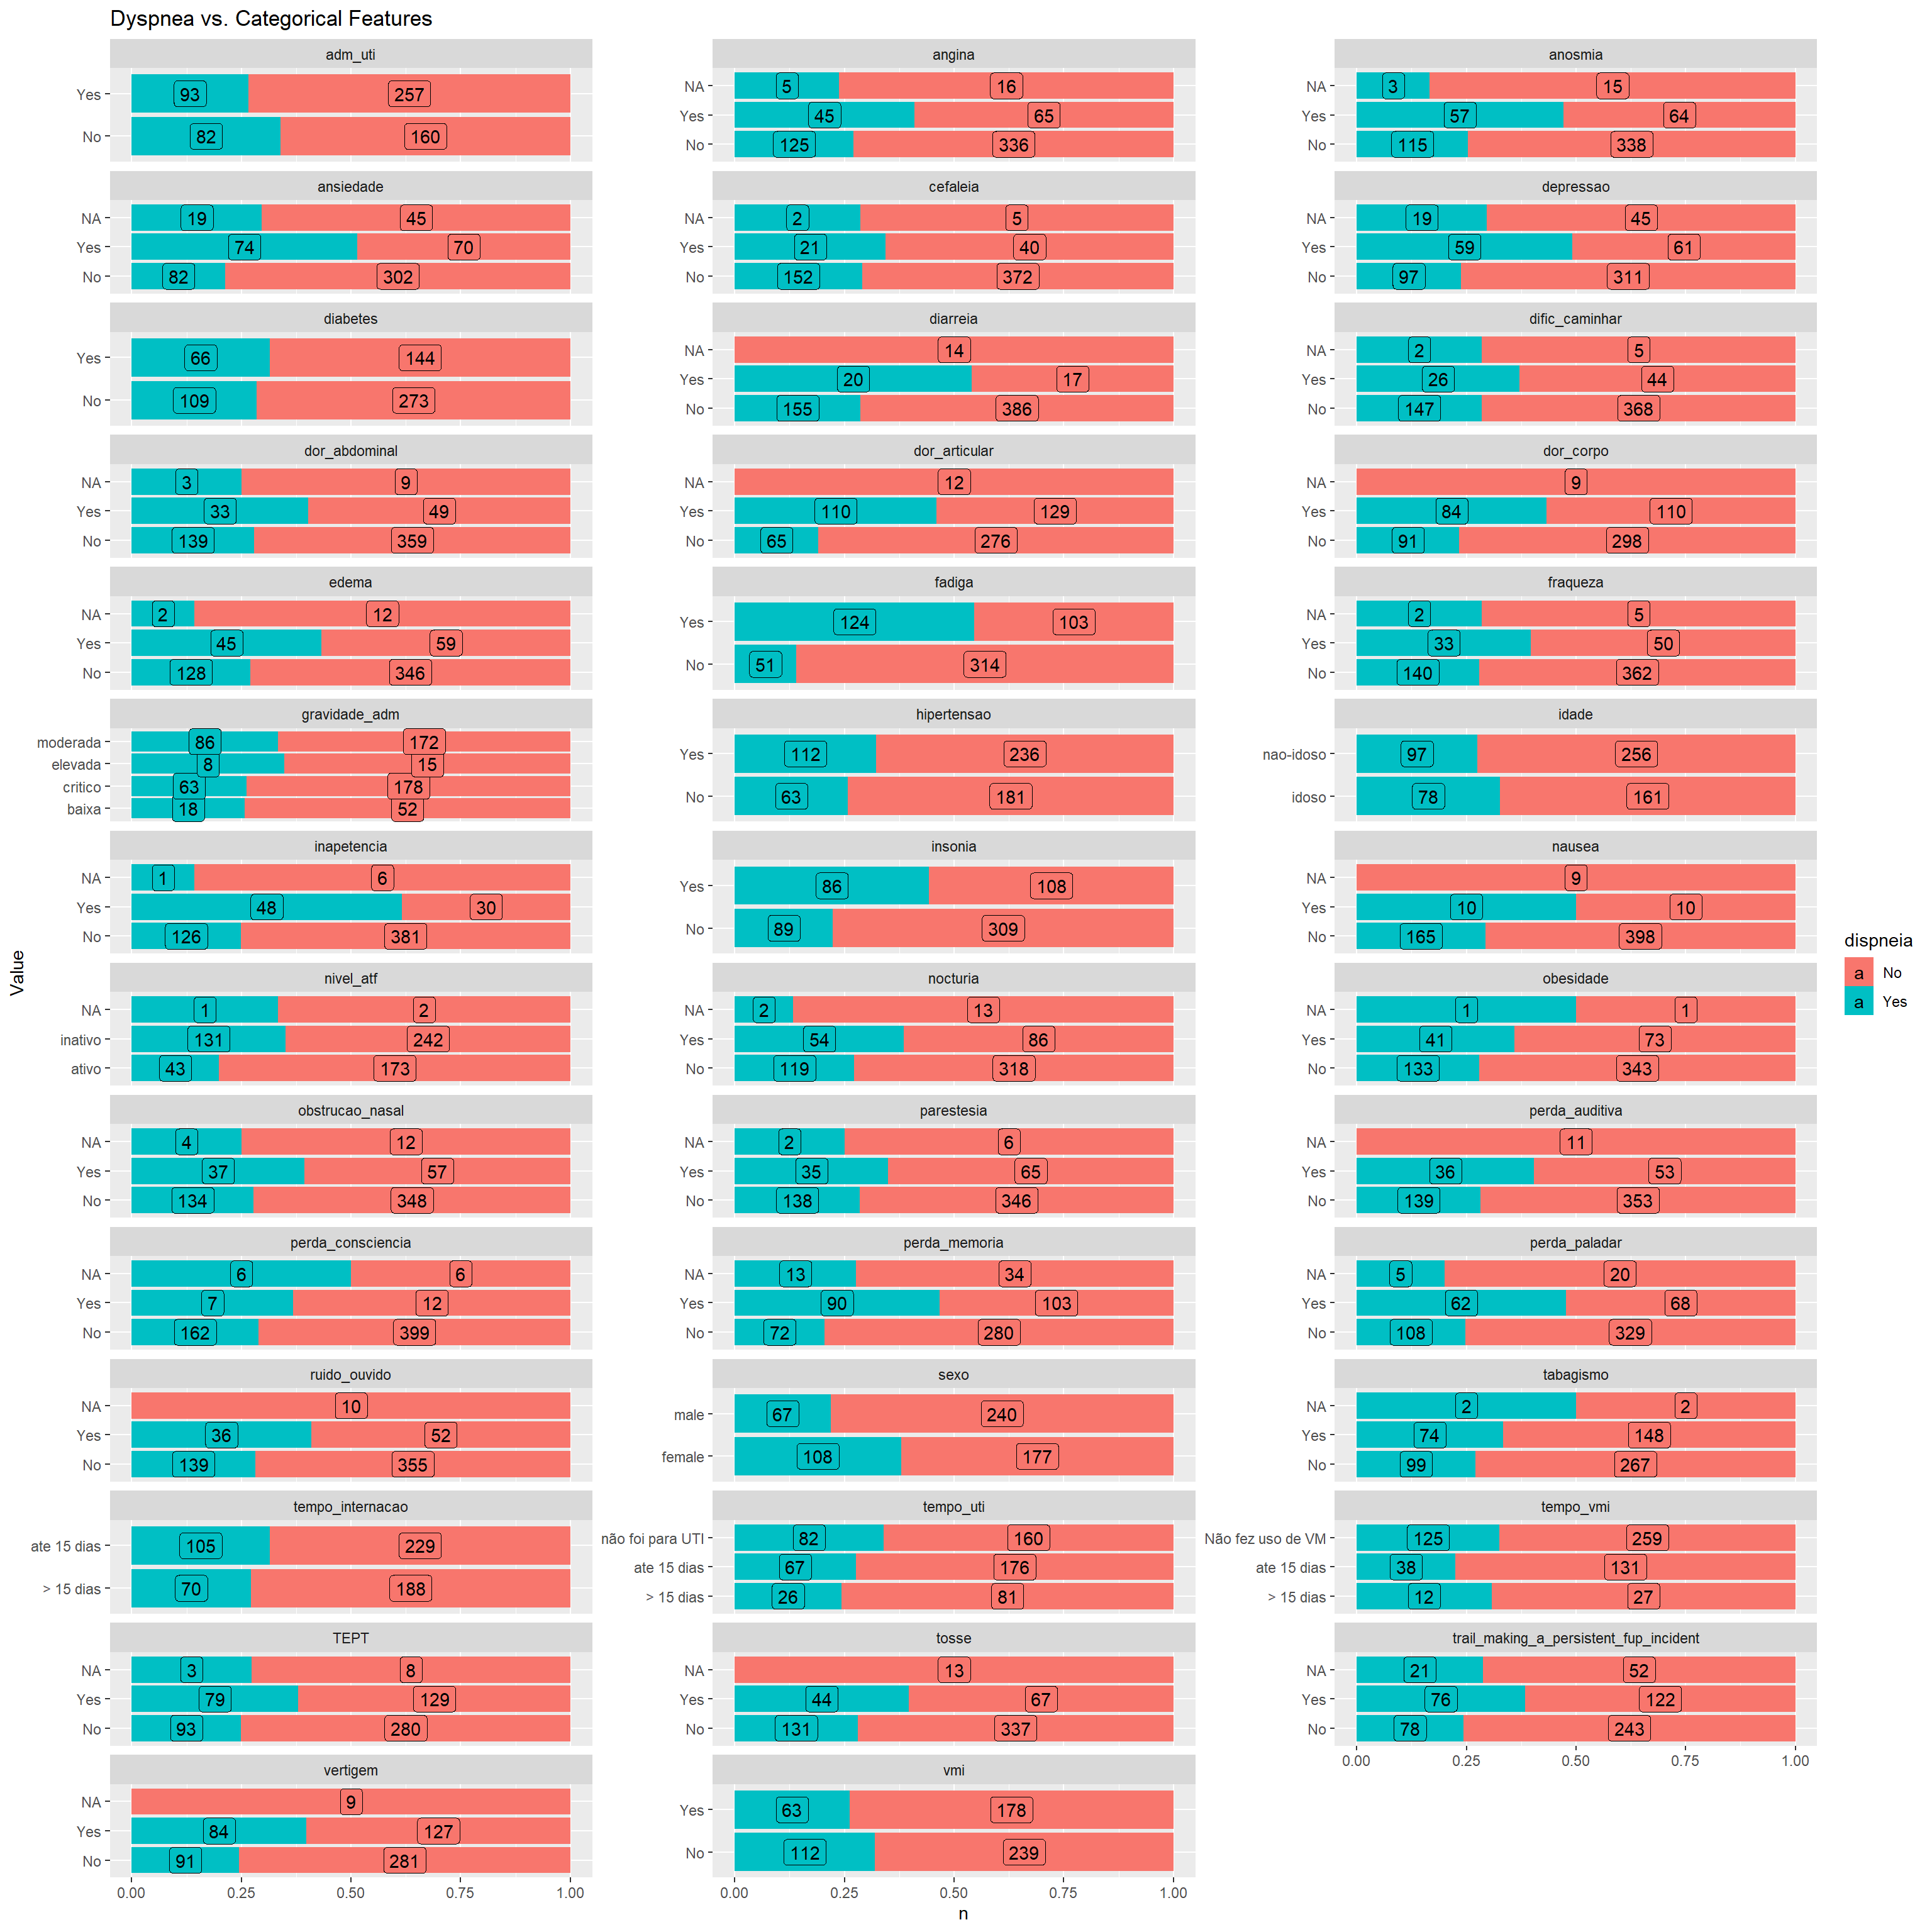 Dyspnea vs. Categorical Features
adm_uti
Yes 93 257
No 82 160
angina
NA 5 16
Yes 45 65
No 125 336
anosmia
NA 3 15
Yes 57 64
No 115 338
ansiedade
NA 19 45
Yes 74 70
No 82 302
cefaleia
NA 2 5
Yes 21 40
No 152 372
depressao
NA 19 45
Yes 59 61
No 97 311
diabetes
Yes 66 144
No 109 273
diarreia
NA 14
Yes 20 17
No 155 386
dific_caminhar
NA 2 5
Yes 26 44
No 147 368
dor_abdominal
NA 3 9
Yes 33 49
No 139 359
dor_articular
NA 12
Yes 110 129
No 65 276
dor_corpo
NA 9
Yes 84 110
No 91 298
edema
NA 2 12
Yes 45 59
No 128 346
fadiga
Yes 124 103
No 51 314
fraqueza
NA 2 5
Yes 33 50
No 140 362
gravidade_adm
moderada 86 172
elevada 8 15
critico 63 178
baixa 18 52
hipertensao
Yes 112 236
No 63 181
idade
nao-idoso 97 256
idoso 78 161
inapetencia
NA 1 6
Yes 48 30
No 126 381
insonia
Yes 86 108
No 89 309
nausea
NA 9
Yes 10 10
No 165 398
nivel_atf
NA 1 2
inativo 131 242
ativo 43 173
nocturia
NA 2 13
Yes 54 86
No 119 318
obesidade
NA 1 1
Yes 41 73
No 133 343
obstrucao_nasal
NA 4 12
Yes 37 57
No 134 348
parestesia
NA 2 6
Yes 35 65
No 138 346
perda_auditiva
NA 11
Yes 36 53
No 139 353
perda_consciencia
NA 6 6
Yes 7 12
No 162 399
perda_memoria
NA 13 34
Yes 90 103
No 72 280
perda_paladar
NA 5 20
Yes 62 68
No 108 329
ruido_ouvido
NA 10
Yes 36 52
No 139 355
sexo
male 67 240
female 108 177
tabagismo
NA 2 2
Yes 74 148
No 99 267
tempo_internacao
ate 15 dias 105 229
> 15 dias 70 188
tempo_uti
não foi para UTI 82 160
ate 15 dias 67 176
> 15 dias 26 81
tempo_vmi
Não fez uso de VM 125 259
ate 15 dias 38 131
> 15 dias 12 27
TEPT
NA 3 8
Yes 79 129
No 93 280
tosse
NA 13
Yes 44 67
No 131 337
trail_making_a_persistent_fup_incident
NA 21 52
Yes 76 122
No 78 243
0.00 0.25 0.50 0.75 1.00
vertigem
NA 9
Yes 84 127
No 91 281
0.00 0.25 0.50 0.75 1.00
vmi
Yes 63 178
No 112 239
0.00 0.25 0.50 0.75 1.00
n
Value
dispneia
a No
a Yes